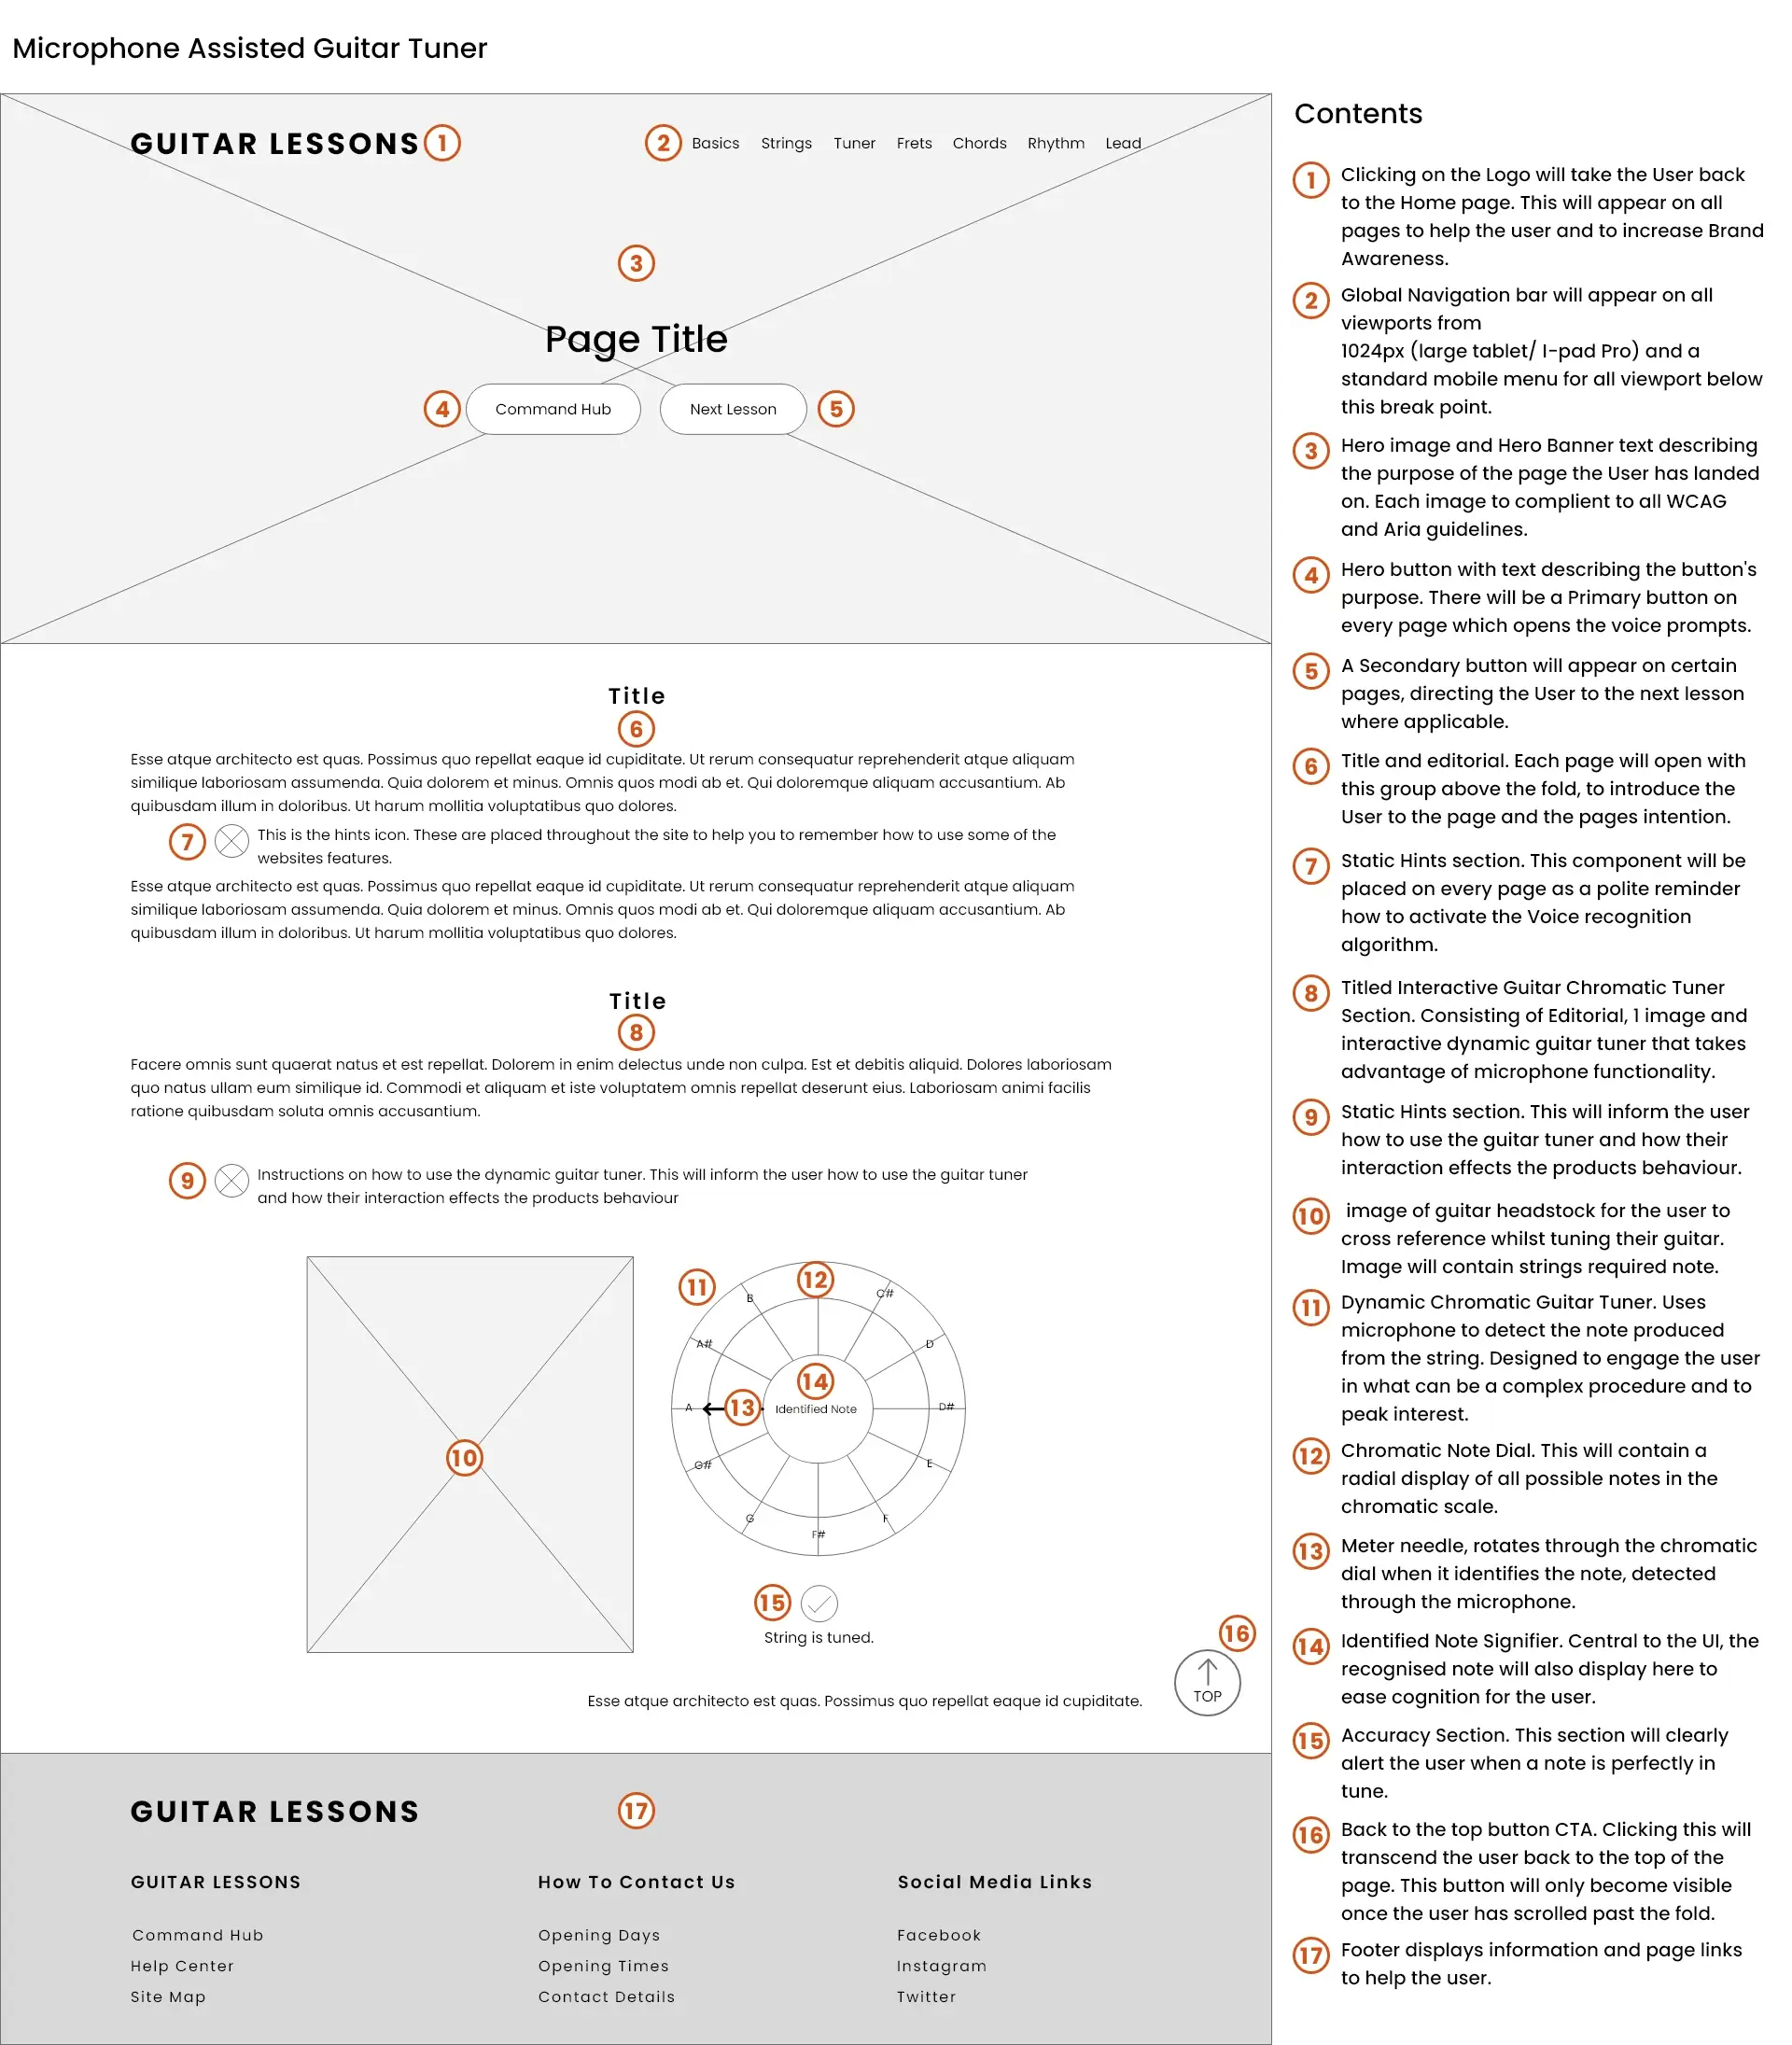 Microphone Assisted Guitar Tuner
GUITAR LESSONS 1
2 Basics Strings Tuner Frets Chords Rhythm Lead
3
Page Title
4 Command Hub Next Lesson 5
Title
6
Esse atque architecto est quas. Possimus quo repellat eaque id cupiditate. Ut rerum consequatur reprehenderit atque aliquam
similique laboriosam assumenda. Quia dolorem et minus. Omnis quos modi ab et. Qui doloremque aliquam accusantium. Ab
quibusdam illum in doloribus. Ut harum mollitia voluptatibus quo dolores.
7 This is the hints icon. These are placed throughout the site to help you to remember how to use some of the
websites features.
Esse atque architecto est quas. Possimus quo repellat eaque id cupiditate. Ut rerum consequatur reprehenderit atque aliquam
similique laboriosam assumenda. Quia dolorem et minus. Omnis quos modi ab et. Qui doloremque aliquam accusantium. Ab
quibusdam illum in doloribus. Ut harum mollitia voluptatibus quo dolores.
Title
8
Facere omnis sunt quaerat natus et est repellat. Dolorem in enim delectus unde non culpa. Est et debitis aliquid. Dolores laboriosam
quo natus ullam eum similique id. Commodi et aliquam et iste voluptatem omnis repellat deserunt eius. Laboriosam animi facilis
ratione quibusdam soluta omnis accusantium.
9 Instructions on how to use the dynamic guitar tuner. This will inform the user how to use the guitar tuner
and how their interaction effects the products behaviour
10
11
12
B
C#
A#
D
14
A
13
Identified Note
D#
G#
E
G
F
F#
15
String is tuned.
16
TOP
Esse atque architecto est quas. Possimus quo repellat eaque id cupiditate.
GUITAR LESSONS
17
GUITAR LESSONS
Command Hub
Help Center
Site Map
How To Contact Us
Opening Days
Opening Times
Contact Details
Social Media Links
Facebook
Instagram
Twitter
Contents
1 Clicking on the Logo will take the User back
to the Home page. This will appear on all
pages to help the user and to increase Brand
Awareness.
2 Global Navigation bar will appear on all
viewports from
1024px (large tablet/ I-pad Pro) and a
standard mobile menu for all viewport below
this break point.
3 Hero image and Hero Banner text describing
the purpose of the page the User has landed
on. Each image to complient to all WCAG
and Aria guidelines.
4 Hero button with text describing the button's
purpose. There will be a Primary button on
every page which opens the voice prompts.
5 A Secondary button will appear on certain
pages, directing the User to the next lesson
where applicable.
6 Title and editorial. Each page will open with
this group above the fold, to introduce the
User to the page and the pages intention.
7 Static Hints section. This component will be
placed on every page as a polite reminder
how to activate the Voice recognition
algorithm.
8 Titled Interactive Guitar Chromatic Tuner
Section. Consisting of Editorial, 1 image and
interactive dynamic guitar tuner that takes
advantage of microphone functionality.
9 Static Hints section. This will inform the user
how to use the guitar tuner and how their
interaction effects the products behaviour.
10 image of guitar headstock for the user to
cross reference whilst tuning their guitar.
Image will contain strings required note.
11 Dynamic Chromatic Guitar Tuner. Uses
microphone to detect the note produced
from the string. Designed to engage the user
in what can be a complex procedure and to
peak interest.
12 Chromatic Note Dial. This will contain a
radial display of all possible notes in the
chromatic scale.
13 Meter needle, rotates through the chromatic
dial when it identifies the note, detected
through the microphone.
14 Identified Note Signifier. Central to the UI, the
recognised note will also display here to
ease cognition for the user.
15 Accuracy Section. This section will clearly
alert the user when a note is perfectly in
tune.
16 Back to the top button CTA. Clicking this will
transcend the user back to the top of the
page. This button will only become visible
once the user has scrolled past the fold.
17 Footer displays information and page links
to help the user.